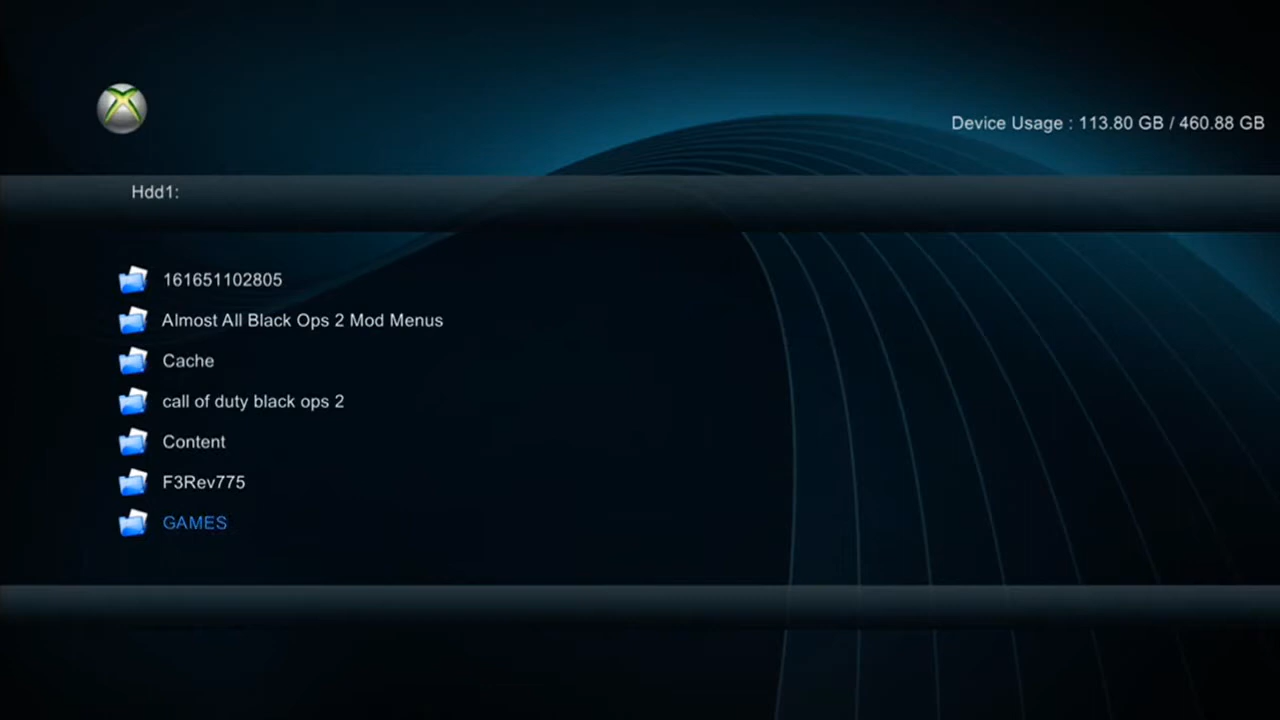 Device Usage : 113.80 GB / 460.88 GB
Hdd1:
161651102805
Almost All Black Ops 2 Mod Menus
Cache
call of duty black ops 2
Content
F3Rev775
GAMES